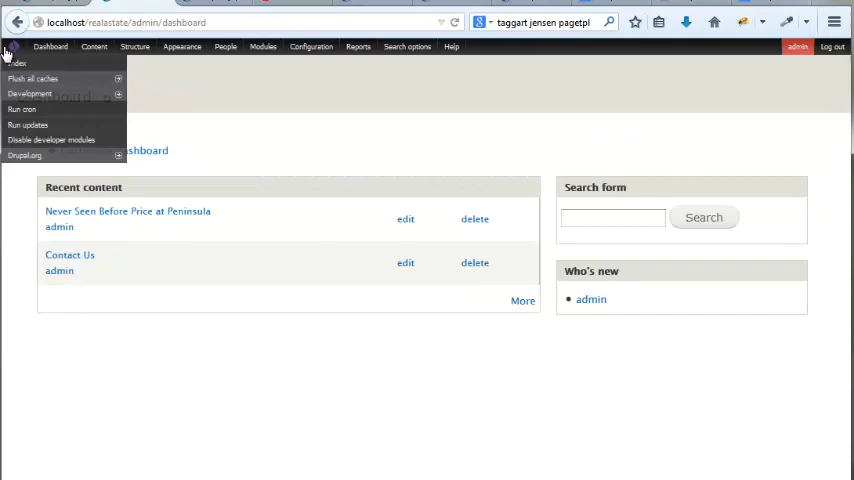 localhost/realastate/admin/dashboard
taggart jensen pagetpl
Dashboard Content Structure Appearance People Modules Configuration Reports Search options Help admin Log out
Index
Flush all caches
Development
Run cron
Run updates
Disable developer modules
Drupal.org
Recent content
Never Seen Before Price at Peninsula
edit delete
admin
Contact Us
edit delete
admin
More
Search form
Search
Who's new
admin